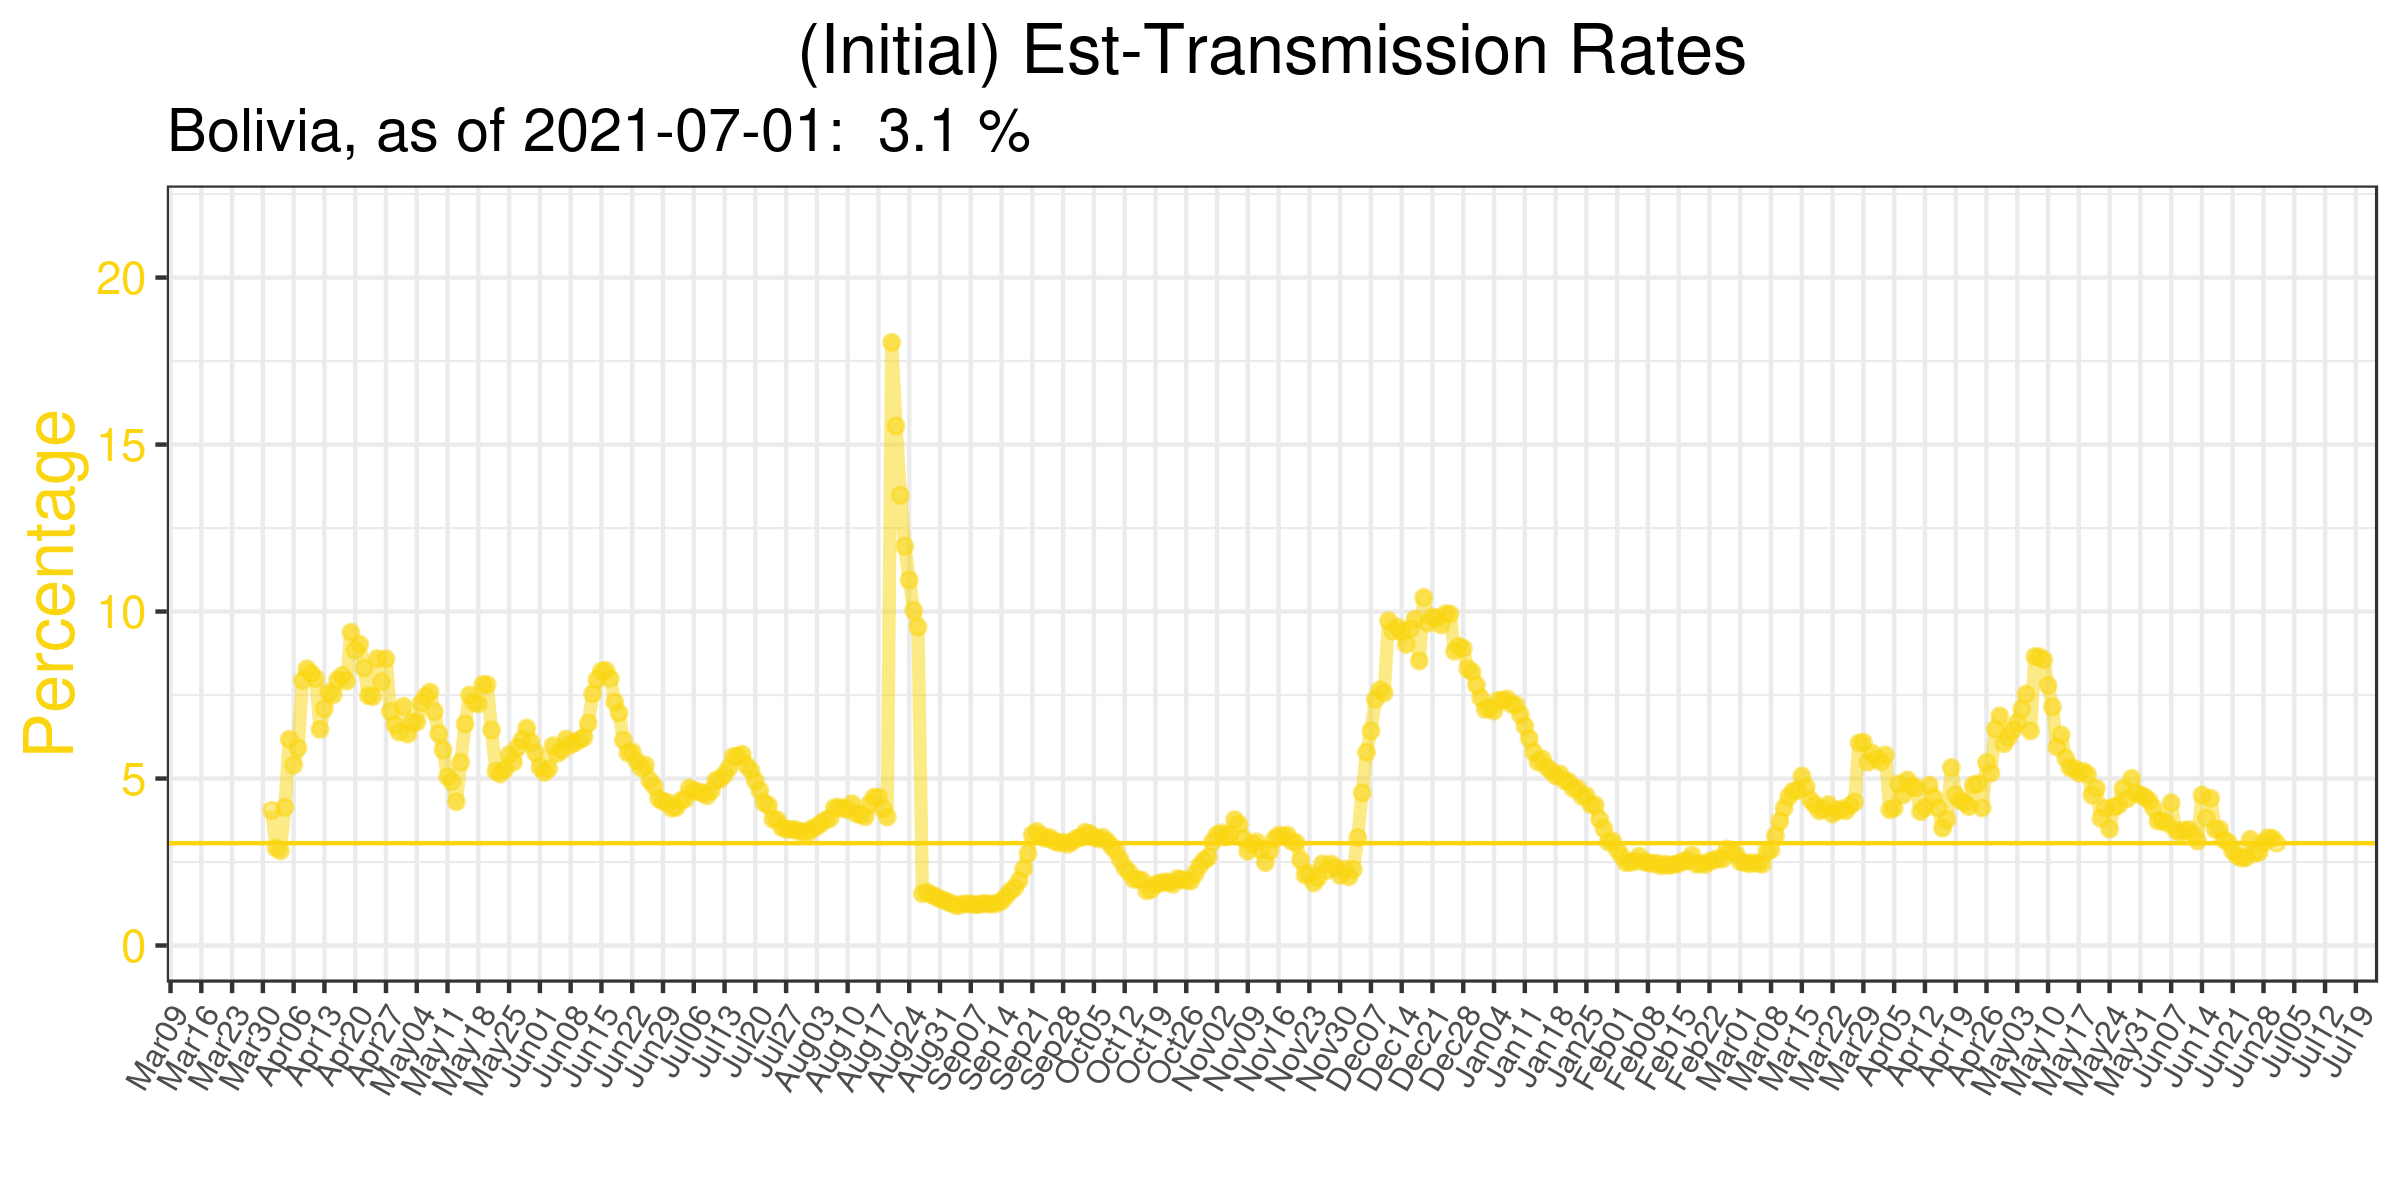 (Initial) Est-Transmission Rates
Bolivia, as of 2021-07-01: 3.1 %
Percentage
20
15
10
5
0
Mar09
Mar16
Mar23
Mar30
Apr06
Apr13
Apr20
Apr27
May04
May11
May18
May25
Jun01
Jun08
Jun15
Jun22
Jun29
Jul06
Jul13
Jul20
Jul27
Aug03
Aug10
Aug17
Aug24
Aug31
Sep07
Sep14
Sep21
Sep28
Oct05
Oct12
Oct19
Oct26
Nov02
Nov09
Nov16
Nov23
Nov30
Dec07
Dec14
Dec21
Dec28
Jan04
Jan11
Jan18
Jan25
Feb01
Feb08
Feb15
Feb22
Mar01
Mar08
Mar15
Mar22
Mar29
Apr05
Apr12
Apr19
Apr26
May03
May10
May17
May24
May31
Jun07
Jun14
Jun21
Jun28
Jul05
Jul12
Jul19